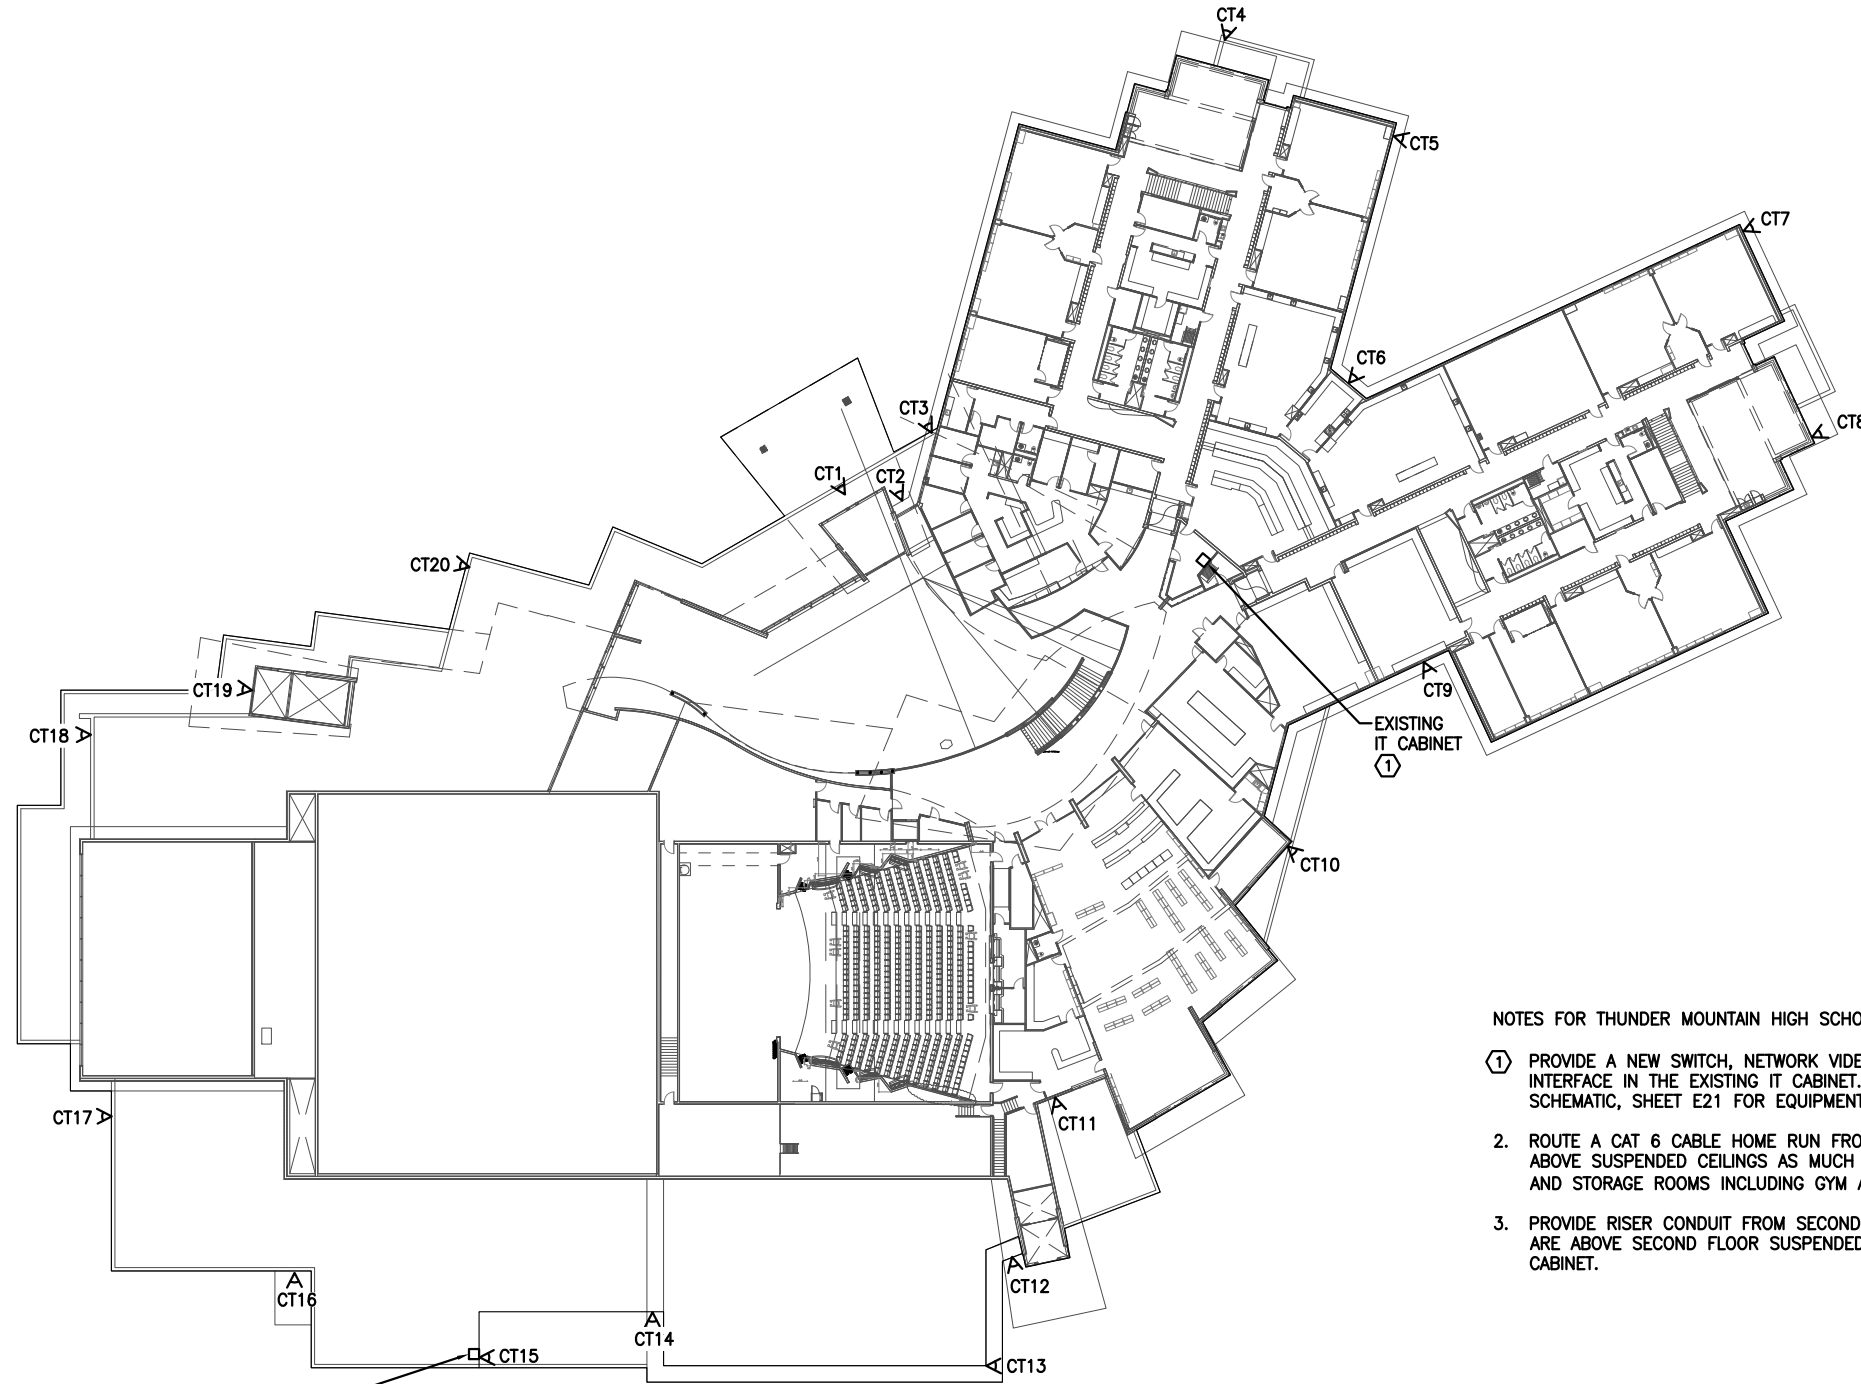 CT4
CT5
CT7
CT6
CT8
CT3
CT1
CT2
CT20
CT19
CT18
CT9
EXISTING
IT CABINET
1
CT10
CT17
CT11
CT12
CT16
CT14
CT15
CT13
NOTES FOR THUNDER MOUNTAIN HIGH SCHO
1 PROVIDE A NEW SWITCH, NETWORK VIDE
INTERFACE IN THE EXISTING IT CABINET.
SCHEMATIC, SHEET E21 FOR EQUIPMENT
2. ROUTE A CAT 6 CABLE HOME RUN FRO
ABOVE SUSPENDED CEILINGS AS MUCH
AND STORAGE ROOMS INCLUDING GYM A
3. PROVIDE RISER CONDUIT FROM SECOND
ARE ABOVE SECOND FLOOR SUSPENDED
CABINET.